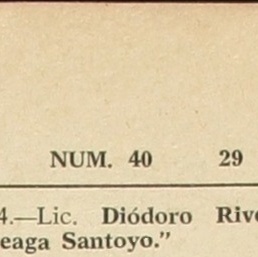 NUM. 40 29
4.—Lic. Diódoro Rive
eaga Santoyo.”